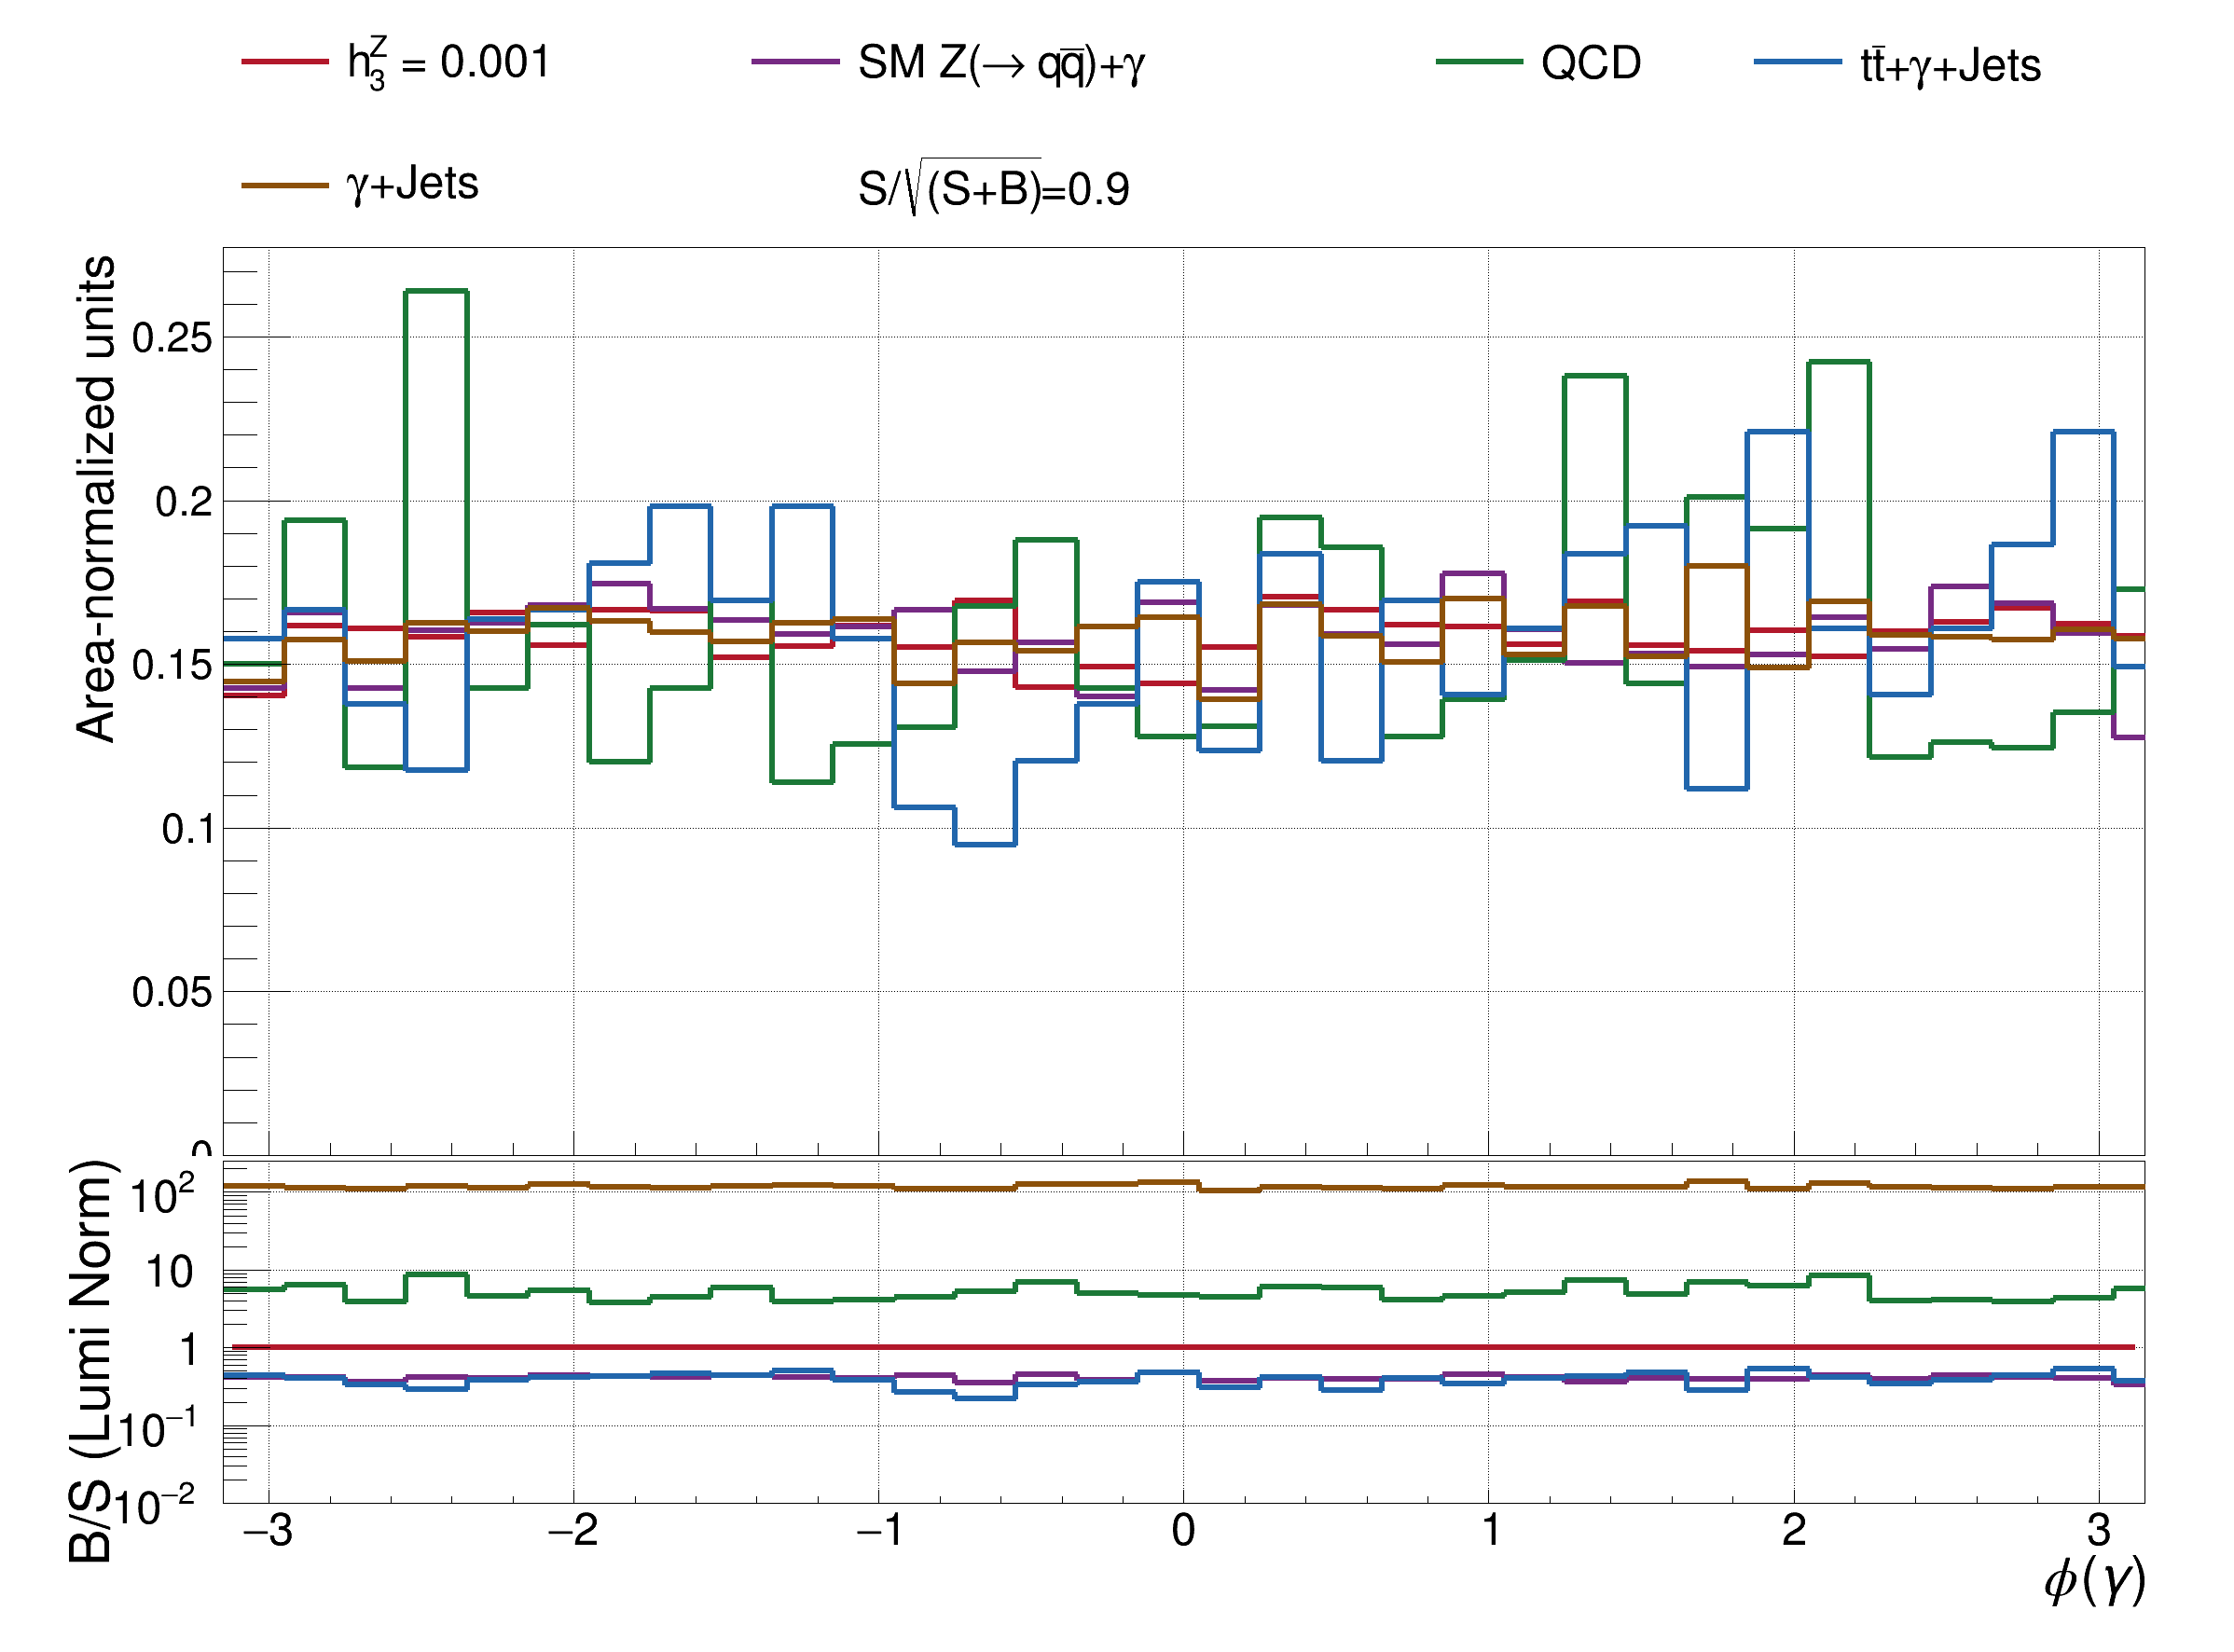 h₃ᶻ = 0.001 SM Z(→ qq̅)+γ QCD tt̅+γ+Jets
γ+Jets S/√(S+B)=0.9
Area-normalized units
0.25
0.2
0.15
0.1
0.05
0
B/S (Lumi Norm)
10²
10
1
10⁻¹
10⁻²
−3 −2 −1 0 1 2 3
ϕ(γ)